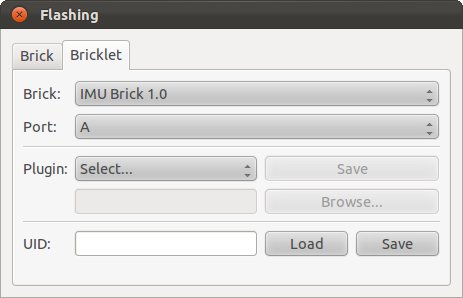 Flashing
Brick Bricklet
Brick: IMU Brick 1.0
Port: A
Plugin: Select... Save
Browse...
UID: Load Save